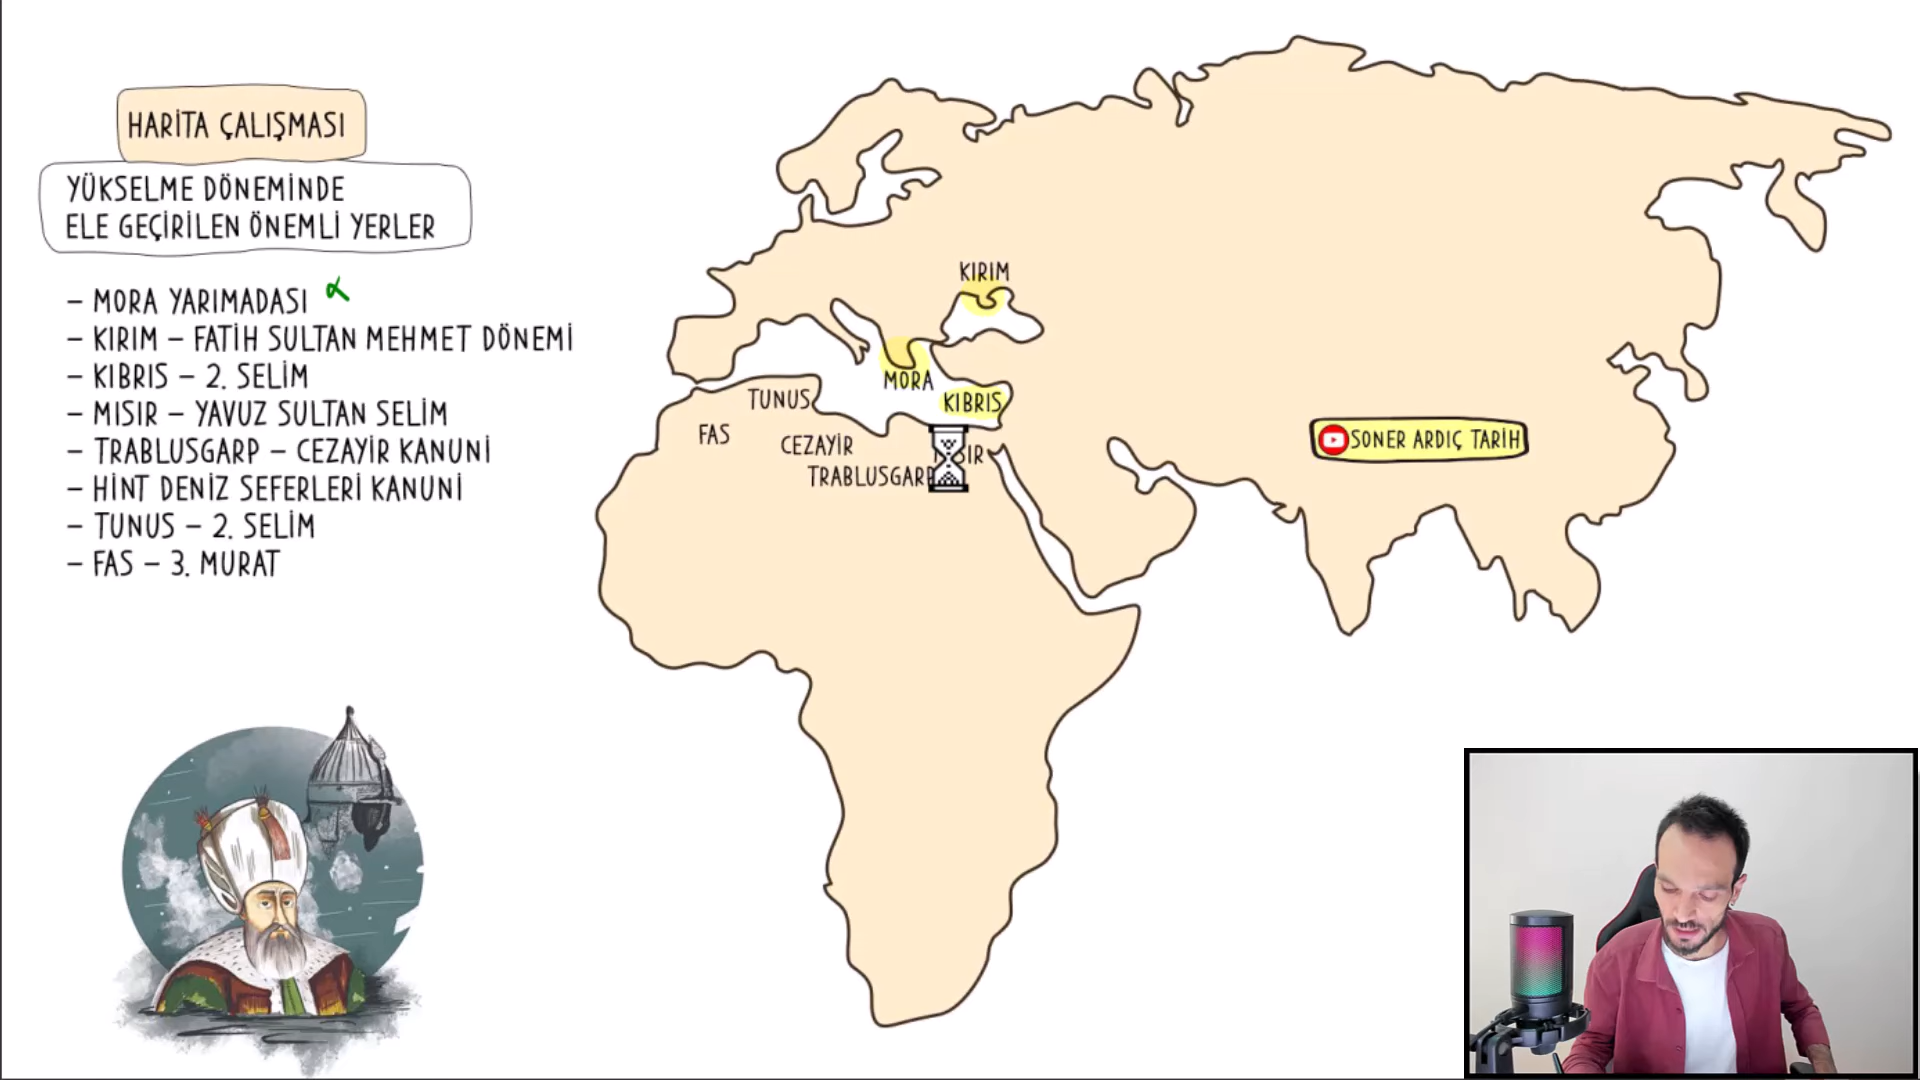 HARİTA ÇALIŞMASI
YÜKSELME DÖNEMİNDE
ELE GEÇİRİLEN ÖNEMLİ YERLER
– MORA YARIMADASI
– KIRIM – FATİH SULTAN MEHMET DÖNEMİ
– KIBRIS – 2. SELİM
– MISIR – YAVUZ SULTAN SELİM
– TRABLUSGARP – CEZAYİR KANUNİ
– HİNT DENİZ SEFERLERİ KANUNİ
– TUNUS – 2. SELİM
– FAS – 3. MURAT
KIRIM
MORA
KIBRIS
TUNUS
FAS
CEZAYİR
TRABLUSGARP
SONER ARDIÇ TARİH